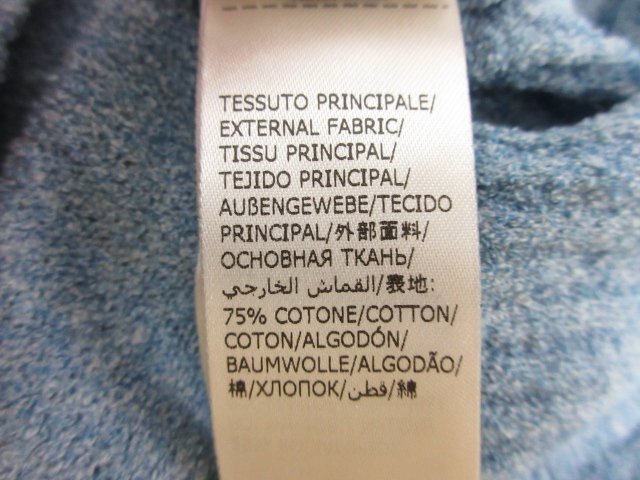 TESSUTO PRINCIPALE/
EXTERNAL FABRIC/
TISSU PRINCIPAL/
TEJIDO PRINCIPAL/
AUßENGEWEBE/TECIDO
PRINCIPAL/外部面料/
ОСНОВНАЯ ТКАНЬ/
القماش الخارجي/表地:
75% COTONE/COTTON/
COTON/ALGODÓN/
BAUMWOLLE/ALGODÃO/
棉/ХЛОПОК/قطن/綿